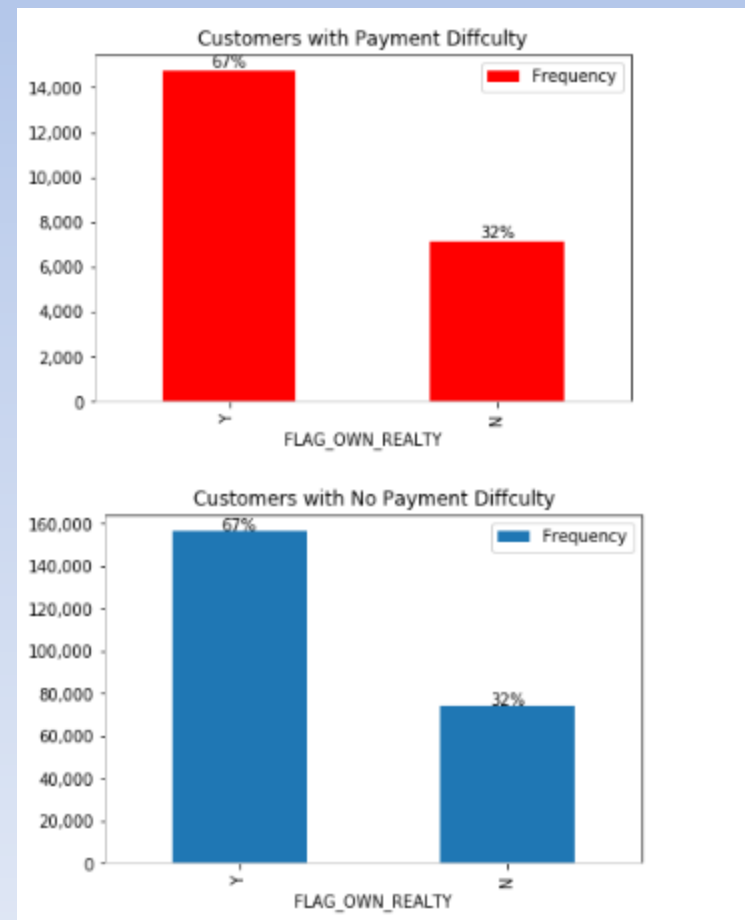 Customers with Payment Diffculty
67%
Frequency
14,000
12,000
10,000
8,000
32%
6,000
4,000
2,000
0
Y
N
FLAG_OWN_REALTY
Customers with No Payment Diffculty
160,000
67%
Frequency
140,000
120,000
100,000
80,000
32%
60,000
40,000
20,000
0
Y
N
FLAG_OWN_REALTY